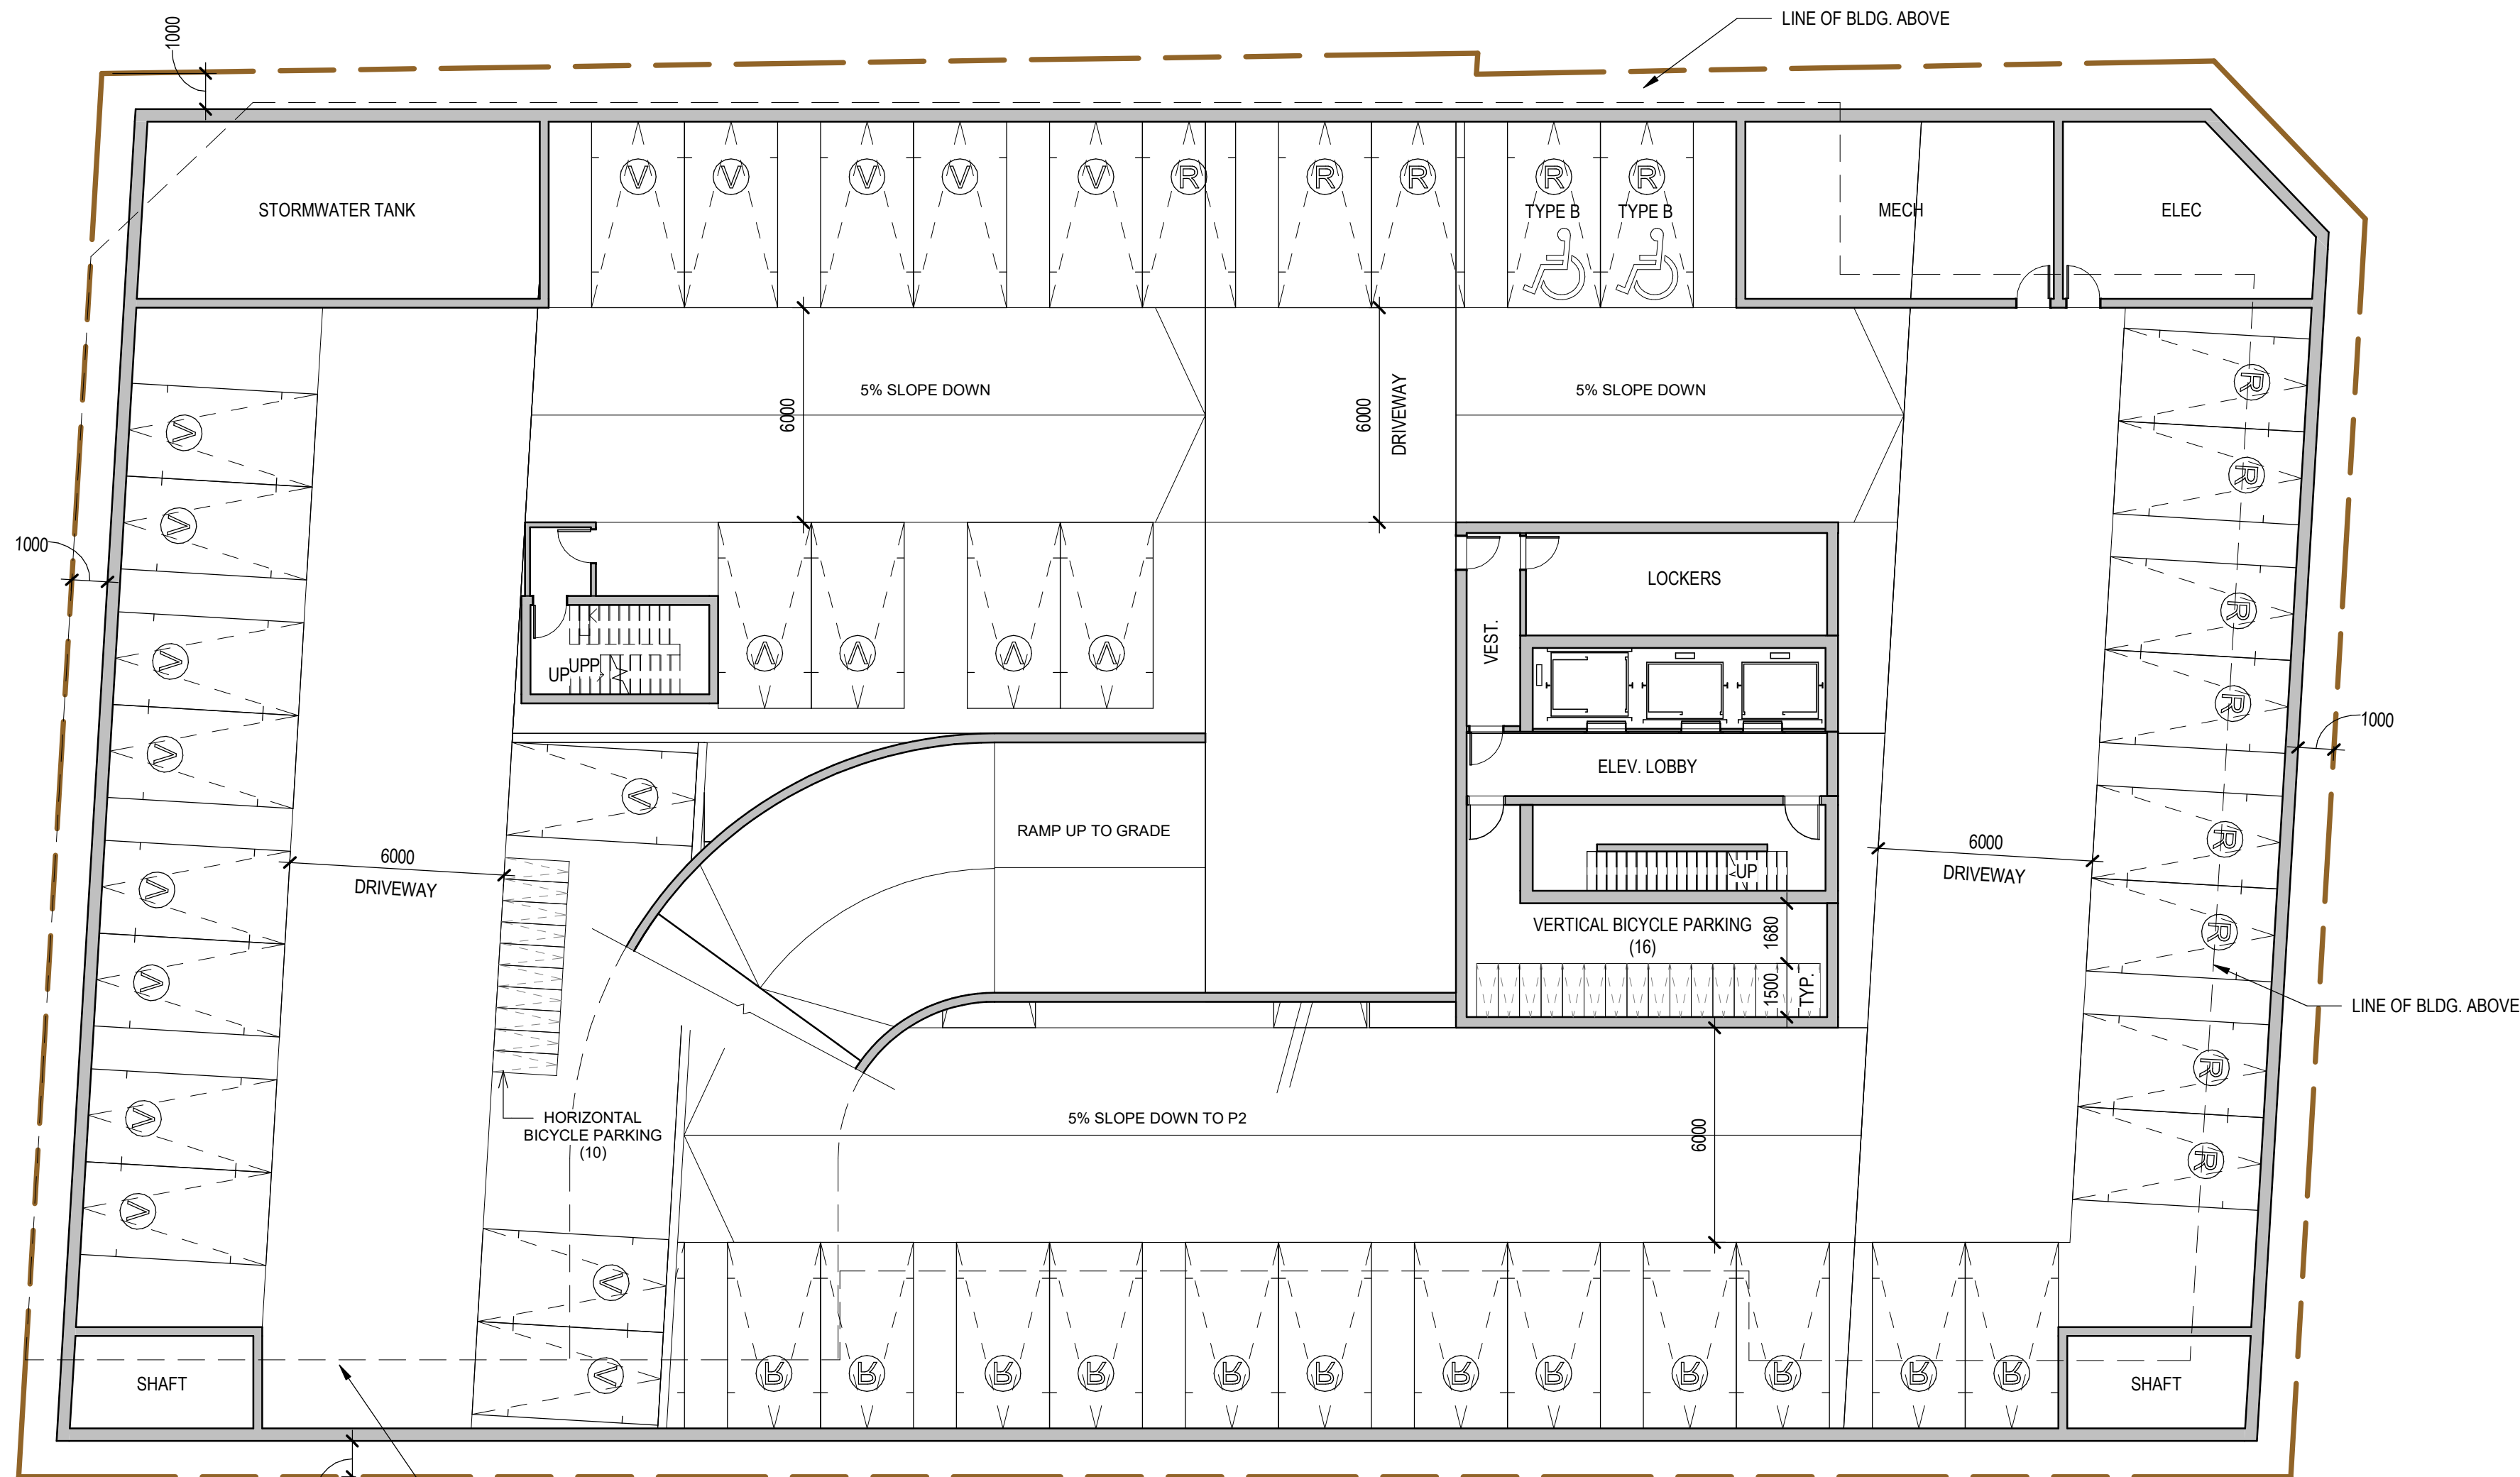 LINE OF BLDG. ABOVE
1000
V V V V V R R R R R
TYPE B TYPE B
STORMWATER TANK
MECH
ELEC
5% SLOPE DOWN
6000
6000
DRIVEWAY
5% SLOPE DOWN
V
V
V
V
V
V
V
V
R
R
R
R
R
R
R
R
1000
LOCKERS
VEST.
UP
UPP
V V V V
1000
ELEV. LOBBY
V
RAMP UP TO GRADE
6000
DRIVEWAY
6000
DRIVEWAY
UP
VERTICAL BICYCLE PARKING
(16)
1680
1500
TYP.
LINE OF BLDG. ABOVE
HORIZONTAL
BICYCLE PARKING
(10)
5% SLOPE DOWN TO P2
6000
V
V
R R R R R R R R R R R R
SHAFT
SHAFT